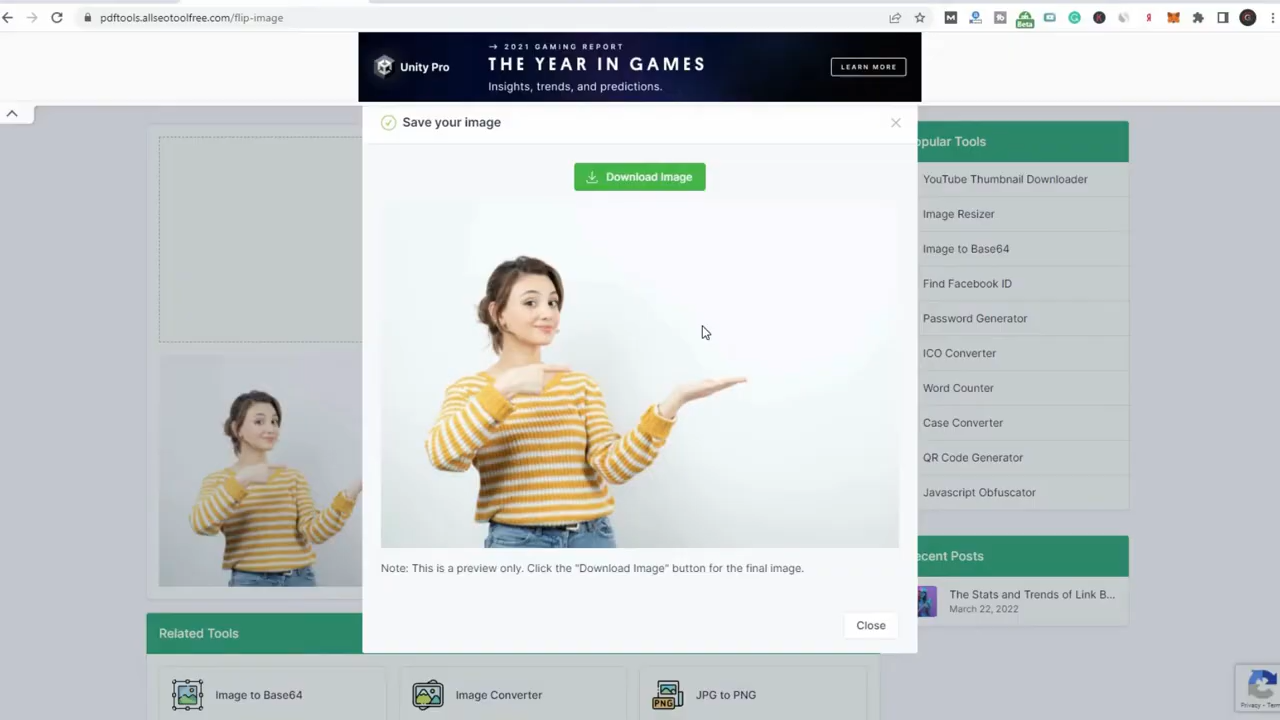 pdftools.allseotoolfree.com/flip-image
Beta
→ 2021 GAMING REPORT
Unity Pro
THE YEAR IN GAMES
LEARN MORE
Insights, trends, and predictions.
Save your image
Download Image
Note: This is a preview only. Click the "Download Image" button for the final image.
Close
opular Tools
YouTube Thumbnail Downloader
Image Resizer
Image to Base64
Find Facebook ID
Password Generator
ICO Converter
Word Counter
Case Converter
QR Code Generator
Javascript Obfuscator
ecent Posts
The Stats and Trends of Link B...
March 22, 2022
Related Tools
Image to Base64
Image Converter
PNG
JPG to PNG
Privacy - Term